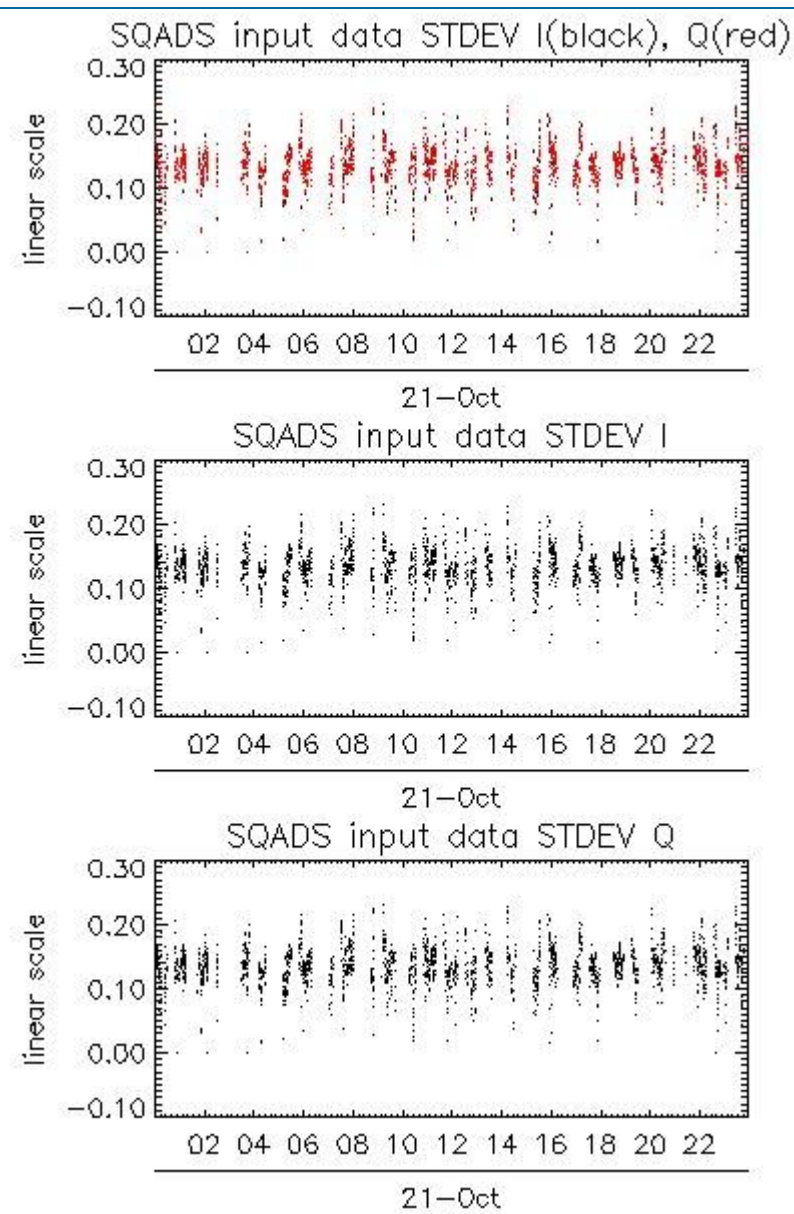 SQADS input data STDEV I(black), Q(red)
0.30
0.20
0.10
0.00
−0.10
linear scale
02 04 06 08 10 12 14 16 18 20 22
21−Oct
SQADS input data STDEV I
0.30
0.20
0.10
0.00
−0.10
linear scale
02 04 06 08 10 12 14 16 18 20 22
21−Oct
SQADS input data STDEV Q
0.30
0.20
0.10
0.00
−0.10
linear scale
02 04 06 08 10 12 14 16 18 20 22
21−Oct